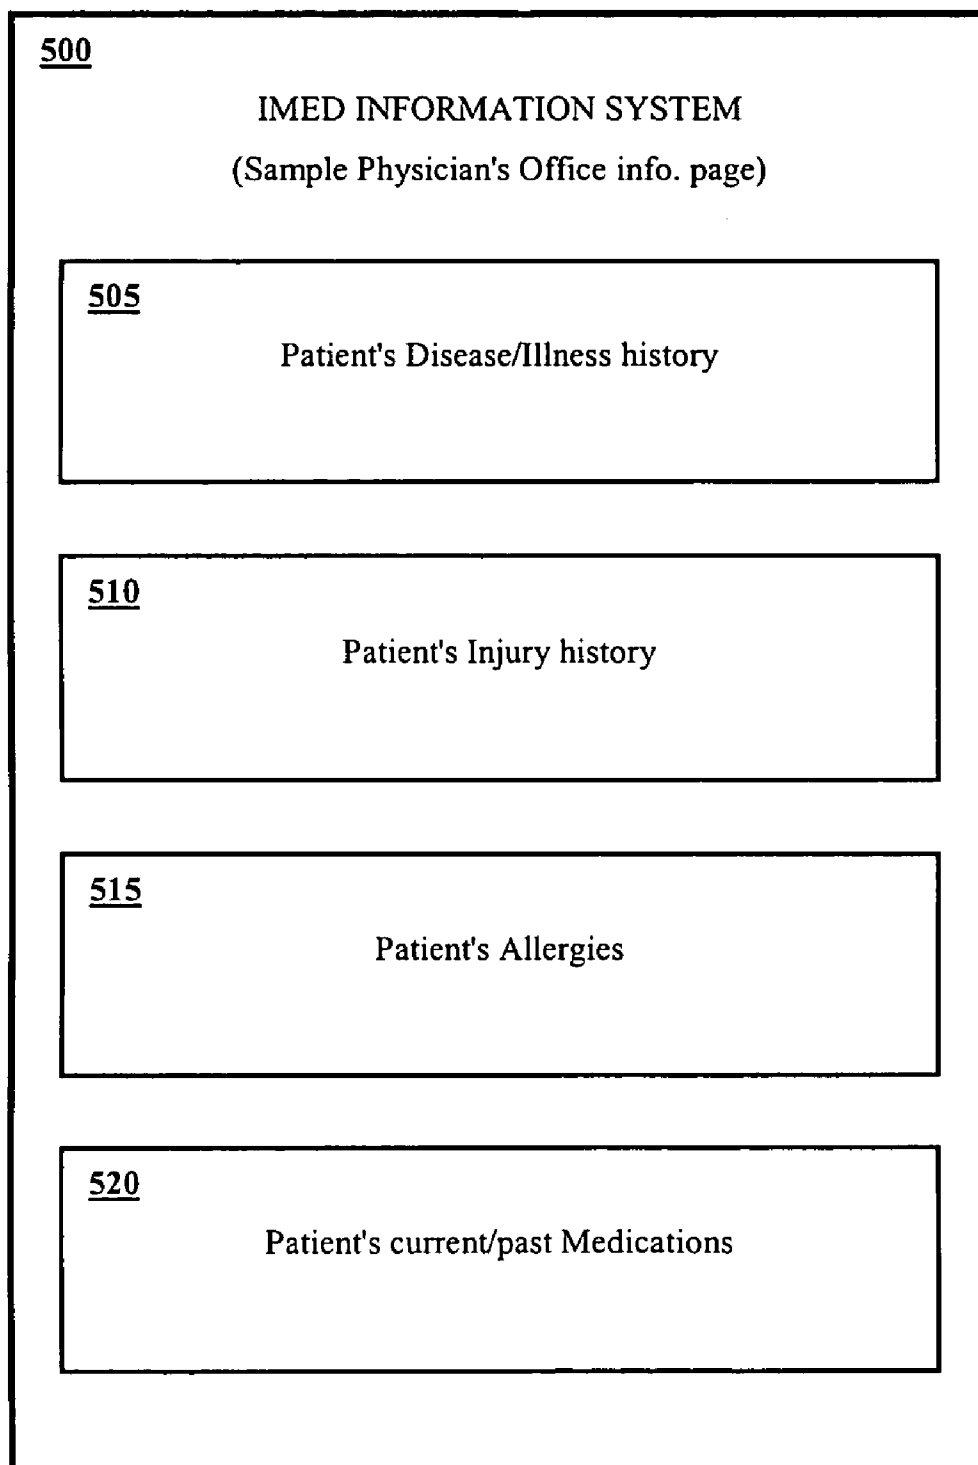 500
IMED INFORMATION SYSTEM
(Sample Physician's Office info. page)
505
Patient's Disease/Illness history
510
Patient's Injury history
515
Patient's Allergies
520
Patient's current/past Medications